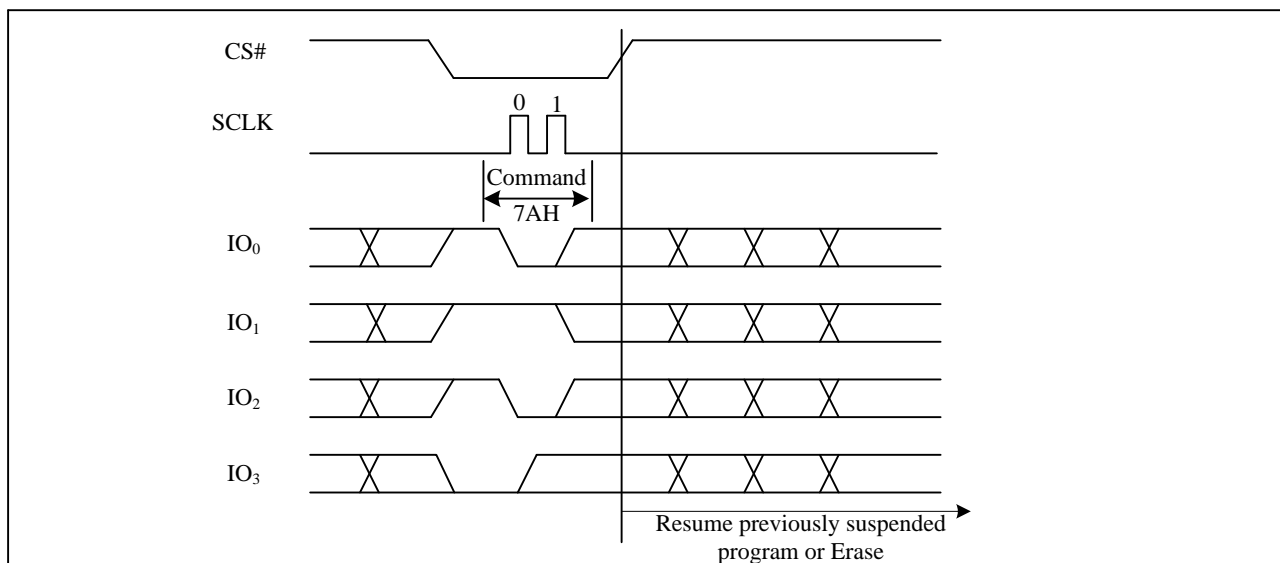 CS#
0 1
SCLK
Command
7AH
IO₀
IO₁
IO₂
IO₃
Resume previously suspended
program or Erase